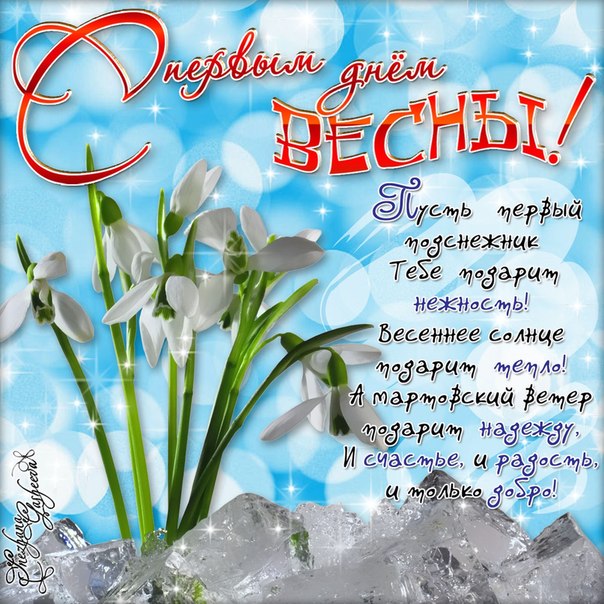 С первым днём
ВЕСНЫ!
Пусть первый
подснежник
Тебе подарит
нежность!
Весеннее солнце
подарит тепло!
А мартовский ветер
подарит надежду,
И счастье, и радость,
и только добро!